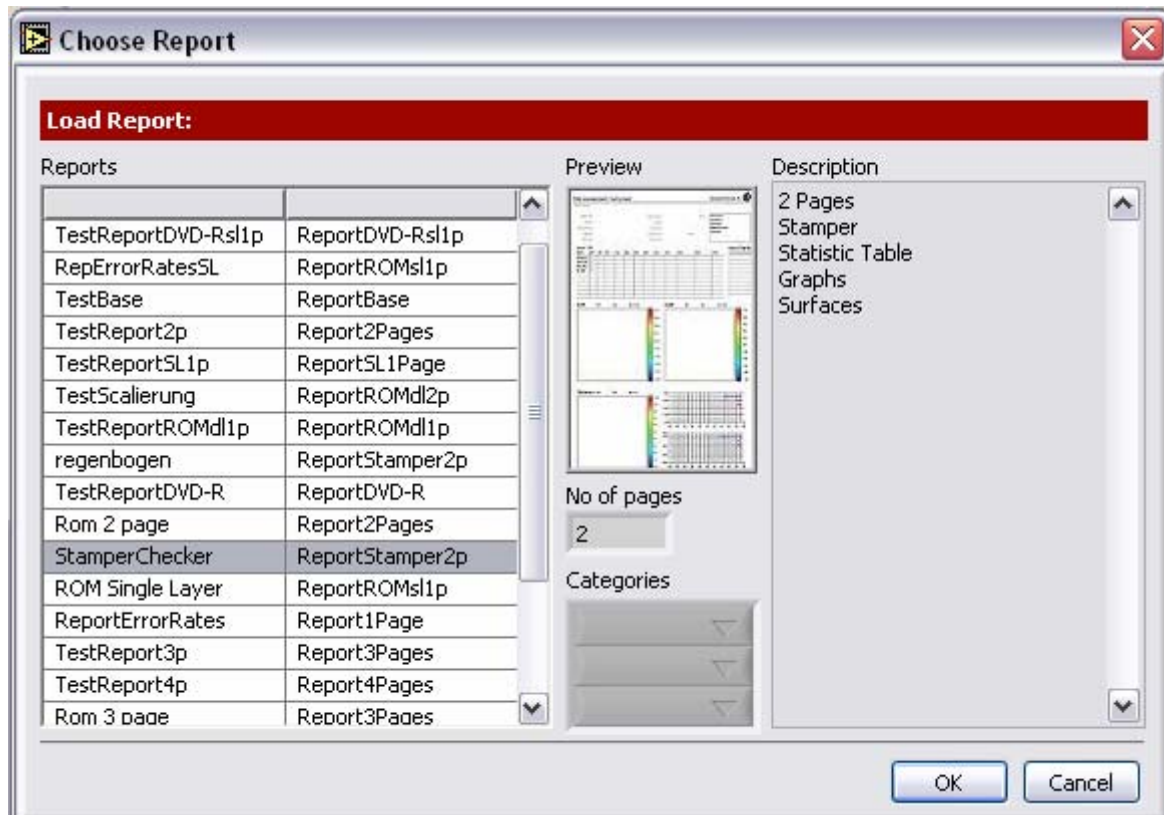 Choose Report
Load Report:
Reports
Preview
Description
TestReportDVD-Rsl1p ReportDVD-Rsl1p
RepErrorRatesSL ReportROMsl1p
TestBase ReportBase
TestReport2p Report2Pages
TestReportSL1p ReportSL1Page
TestScalierung ReportROMdl2p
TestReportROMdl1p ReportROMdl1p
regenbogen ReportStamper2p
TestReportDVD-R ReportDVD-R
Rom 2 page Report2Pages
StamperChecker ReportStamper2p
ROM Single Layer ReportROMsl1p
ReportErrorRates Report1Page
TestReport3p Report3Pages
TestReport4p Report4Pages
Rom 3 page Report3Pages
No of pages
2
Categories
2 Pages
Stamper
Statistic Table
Graphs
Surfaces
OK
Cancel